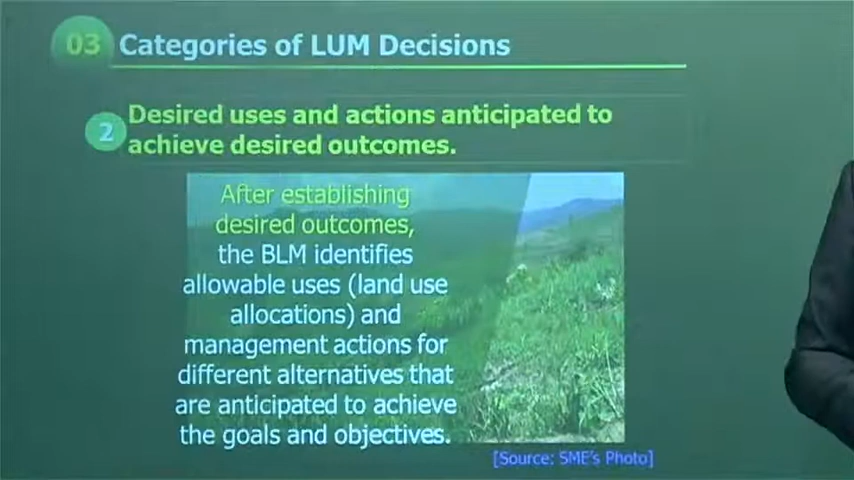 03 Categories of LUM Decisions
2 Desired uses and actions anticipated to
achieve desired outcomes.
After establishing
desired outcomes,
the BLM identifies
allowable uses (land use
allocations) and
management actions for
different alternatives that
are anticipated to achieve
the goals and objectives.
[Source: SME's Photo]